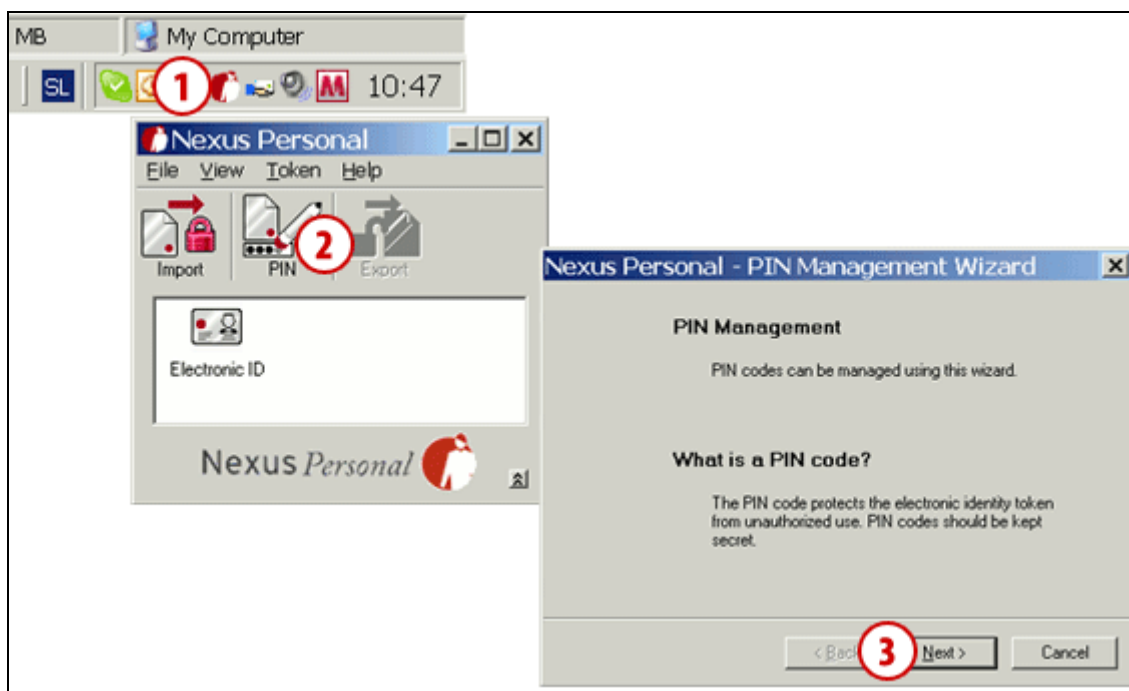 MB My Computer
SL 1 10:47
Nexus Personal
File View Token Help
2
Import PIN Export
Electronic ID
Nexus Personal
Nexus Personal - PIN Management Wizard
PIN Management
PIN codes can be managed using this wizard.
What is a PIN code?
The PIN code protects the electronic identity token
from unauthorized use. PIN codes should be kept
secret.
< Back 3 Next > Cancel